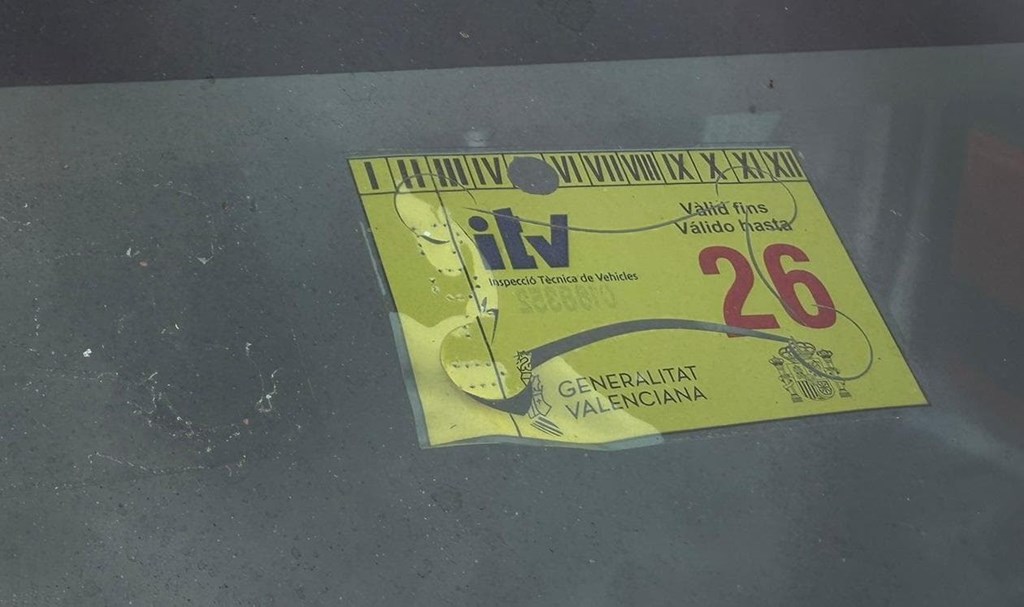 I II III IV VI VII VIII IX X XI XII
itv
Inspecció Tècnica de Vehicles
Vàlid fins
Válido hasta
26
GENERALITAT
VALENCIANA